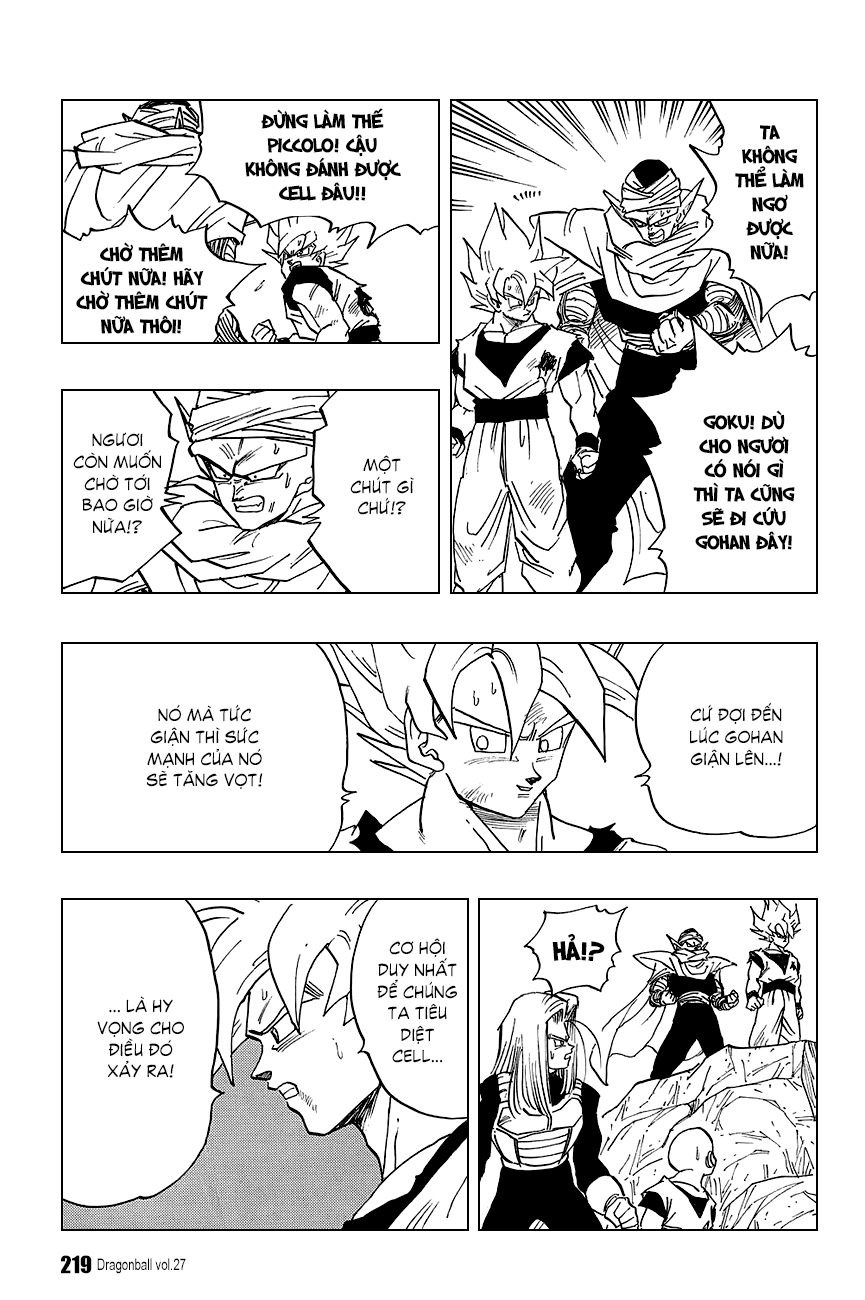 TA
KHÔNG
THỂ LÀM
NGƠ
ĐƯỢC
NỮA!
GOKU! DÙ
CHO NGƯƠI
CÓ NÓI GÌ
THÌ TA CŨNG
SẼ ĐI CỨU
GOHAN ĐÂY!
ĐỪNG LÀM THẾ
PICCOLO! CẬU
KHÔNG ĐÁNH ĐƯỢC
CELL ĐÂU!!
CHỜ THÊM
CHÚT NỮA! HÃY
CHỜ THÊM CHÚT
NỮA THÔI!!
MỘT
CHÚT GÌ
CHỨ!?
NGƯƠI
CÒN MUỐN
CHỜ TỚI
BAO GIỜ
NỮA!?
CỨ ĐỢI ĐẾN
LÚC GOHAN
GIẬN LÊN...!
NÓ MÀ TỨC
GIẬN THÌ SỨC
MẠNH CỦA NÓ
SẼ TĂNG VỌT!
HẢ!?
CƠ HỘI
DUY NHẤT
ĐỂ CHÚNG
TA TIÊU
DIỆT
CELL...
... LÀ HY
VỌNG CHO
ĐIỀU ĐÓ
XẢY RA!
219 Dragonball vol.27